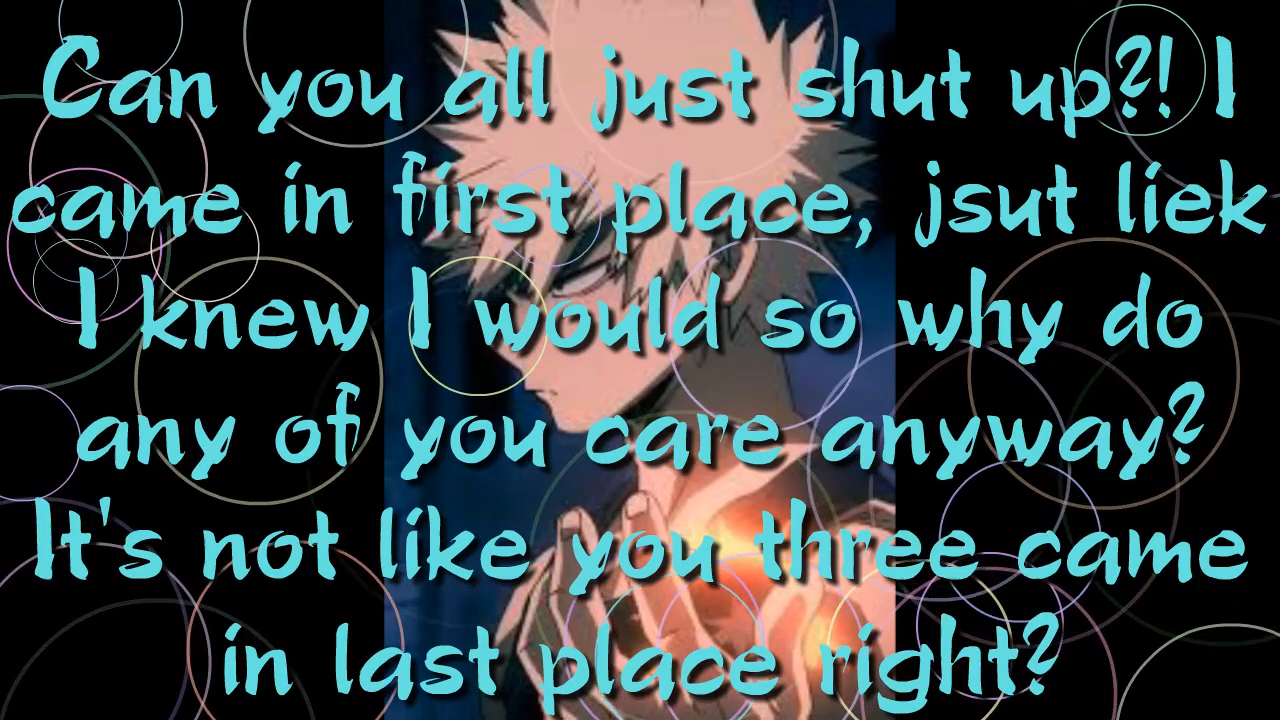 Can you all just shut up?! I
came in first place, jsut liek
I knew I would so why do
any of you care anyway?
It's not like you three came
in last place right?